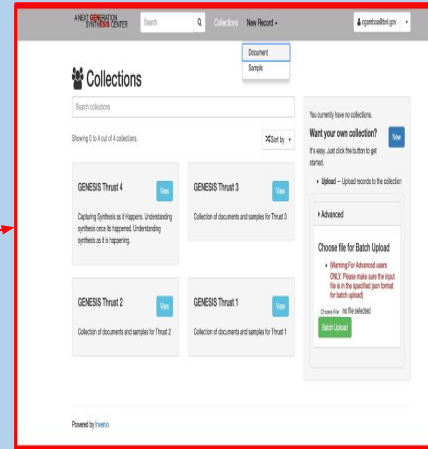 A NEXT GENERATION
SYNTHESIS CENTER
Search
Collections
New Record
Document
Sample
Collections
Search collections
Showing 0 to 4 out of 4 collections.
Sort by
GENESIS Thrust 4
View
Capturing Synthesis as it Happens. Understanding
synthesis once its happened. Understanding
synthesis as it is happening.
GENESIS Thrust 3
View
Collection of documents and samples for Thrust 3
GENESIS Thrust 2
View
Collection of documents and samples for Thrust 2
GENESIS Thrust 1
View
Collection of documents and samples for Thrust 1
You currently have no collections.
Want your own collection?
New
It's easy. Just click the button to get
started.
Upload – Upload records to the collection
Advanced
Choose file for Batch Upload
(Warning:For Advanced users
ONLY. Please make sure the input
file is in the specified json format
for batch upload)
Choose File no file selected
Batch Upload
Powered by Invenio